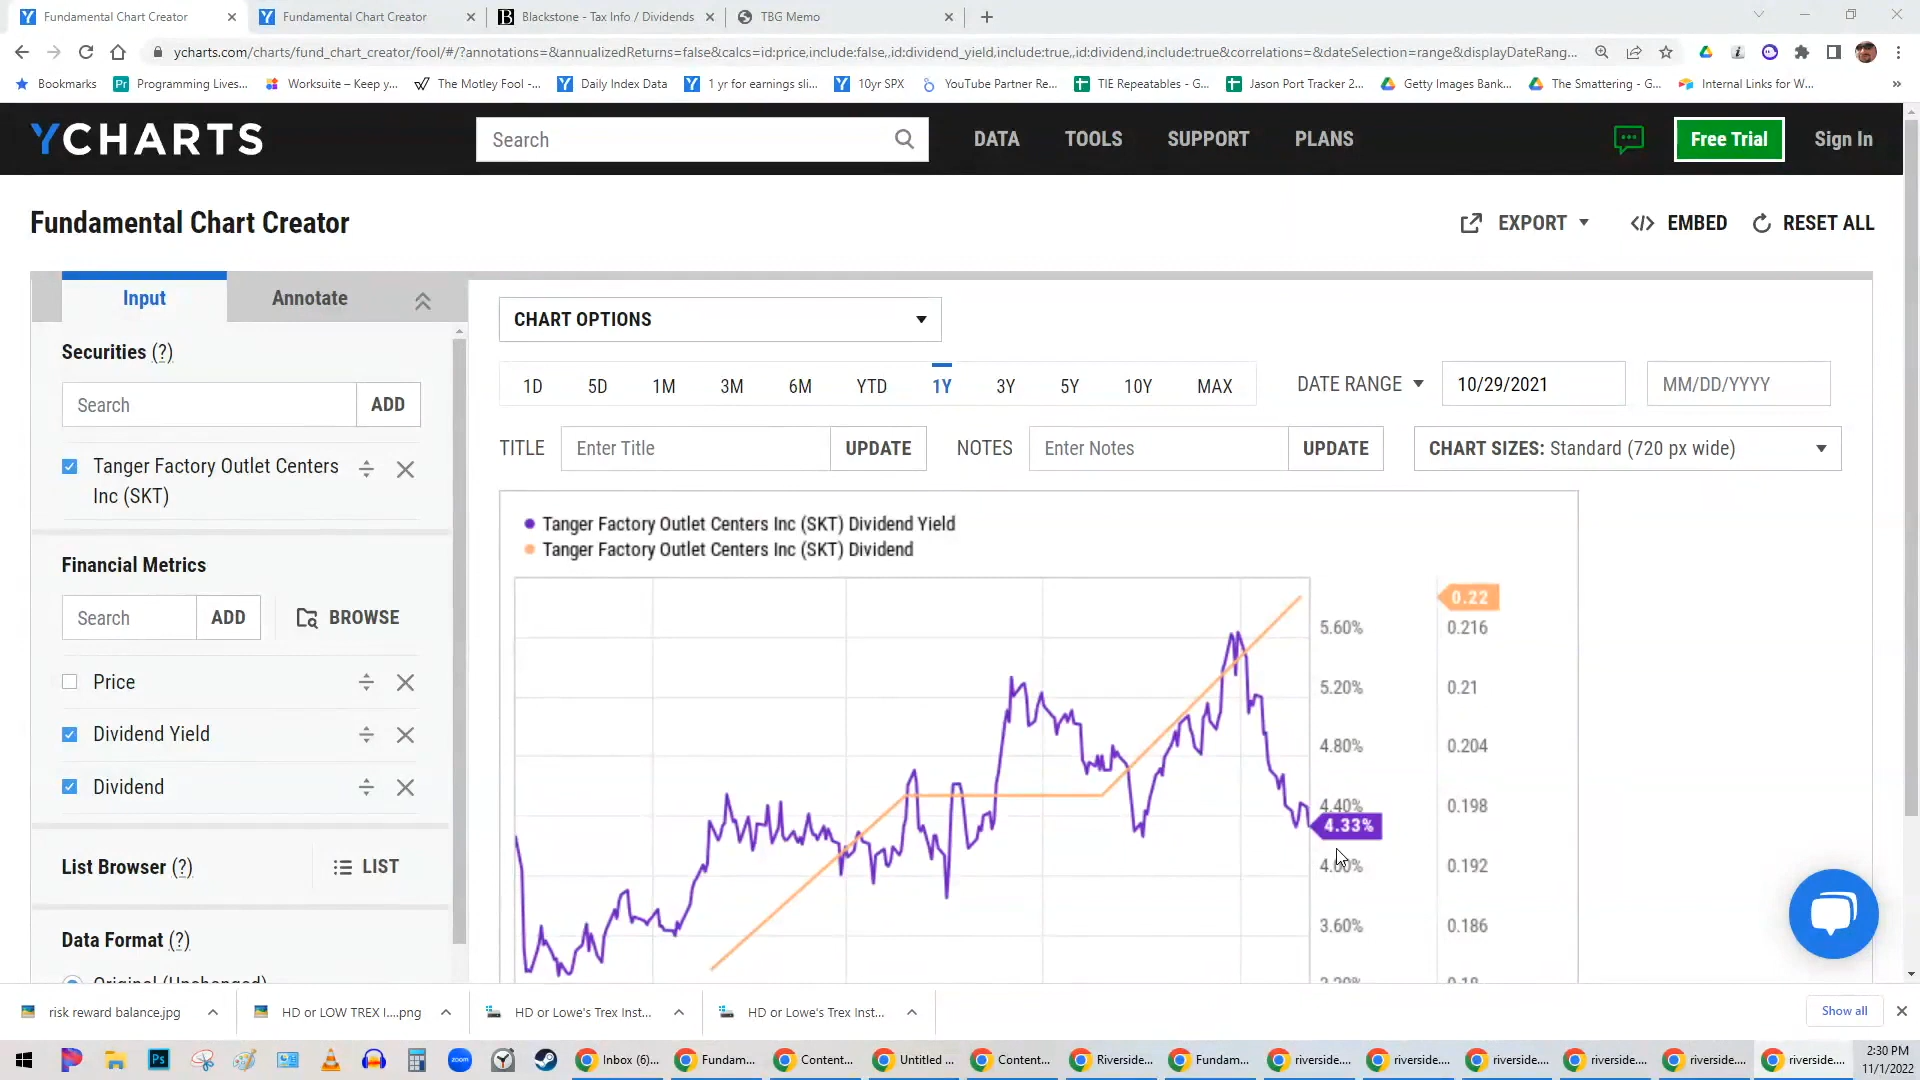 Fundamental Chart Creator
Fundamental Chart Creator
Blackstone - Tax Info / Dividends
TBG Memo
ycharts.com/charts/fund_chart_creator/fool/#/?annotations=&annualizedReturns=false&calcs=id:price,include:false,,id:dividend_yield,include:true,,id:dividend,include:true&correlations=&dateSelection=range&displayDateRang...
Bookmarks
Programming Lives...
Worksuite – Keep y...
The Motley Fool -...
Daily Index Data
1 yr for earnings sli...
10yr SPX
YouTube Partner Re...
TIE Repeatables - G...
Jason Port Tracker 2...
Getty Images Bank...
The Smattering - G...
Internal Links for W...
YCHARTS
Search
DATA
TOOLS
SUPPORT
PLANS
Free Trial
Sign In
Fundamental Chart Creator
EXPORT
EMBED
RESET ALL
Input
Annotate
Securities (?)
Search
ADD
Tanger Factory Outlet Centers
Inc (SKT)
Financial Metrics
Search
ADD
BROWSE
Price
Dividend Yield
Dividend
List Browser (?)
LIST
Data Format (?)
Original (Unchanged)
CHART OPTIONS
1D
5D
1M
3M
6M
YTD
1Y
3Y
5Y
10Y
MAX
DATE RANGE
10/29/2021
MM/DD/YYYY
TITLE
Enter Title
UPDATE
NOTES
Enter Notes
UPDATE
CHART SIZES: Standard (720 px wide)
Tanger Factory Outlet Centers Inc (SKT) Dividend Yield
Tanger Factory Outlet Centers Inc (SKT) Dividend
0.22
5.60%
0.216
5.20%
0.21
4.80%
0.204
4.40%
0.198
4.33%
4.00%
0.192
3.60%
0.186
3.20%
0.18
risk reward balance.jpg
HD or LOW TREX I....png
HD or Lowe's Trex Inst...
HD or Lowe's Trex Inst...
Show all
Inbox (6)...
Fundam...
Content...
Untitled ...
Content...
Riverside...
Fundam...
riverside....
riverside....
riverside....
riverside....
riverside....
riverside....
2:30 PM
11/1/2022